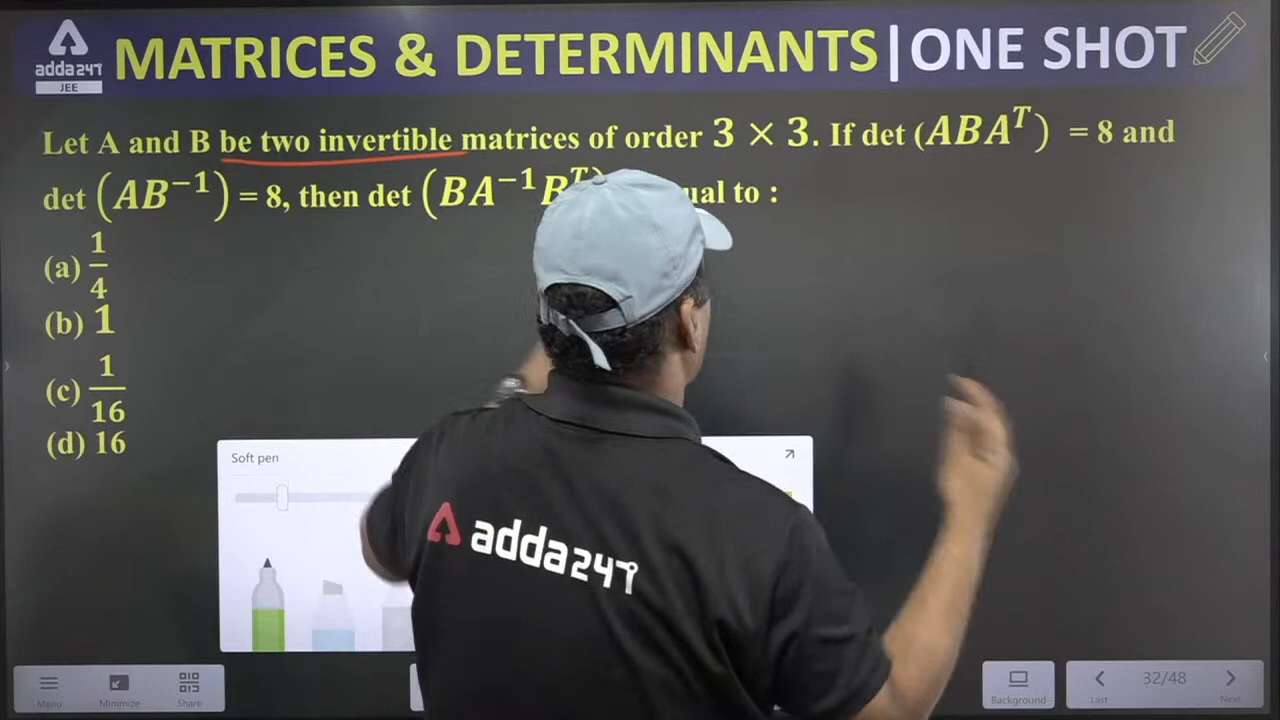 adda247
JEE
MATRICES & DETERMINANTS | ONE SHOT
Let A and B be two invertible matrices of order 3 × 3. If det (ABA^T) = 8 and
det (AB^{-1}) = 8, then det (BA^{-1}B^T) to :
(a) 1/4
(b) 1
(c) 1/16
(d) 16
Soft pen
adda247
Menu Minimize Share Background Last 32/48 Next